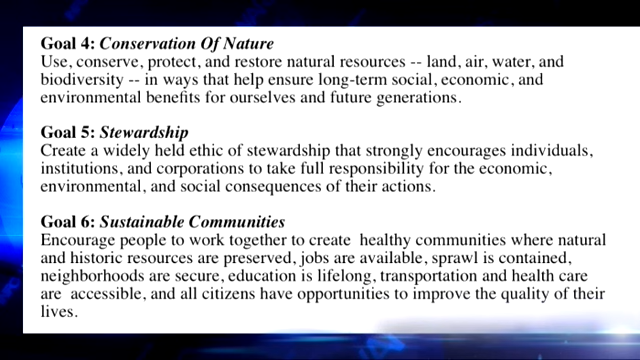 Goal 4: Conservation Of Nature
Use, conserve, protect, and restore natural resources -- land, air, water, and
biodiversity -- in ways that help ensure long-term social, economic, and
environmental benefits for ourselves and future generations.
Goal 5: Stewardship
Create a widely held ethic of stewardship that strongly encourages individuals,
institutions, and corporations to take full responsibility for the economic,
environmental, and social consequences of their actions.
Goal 6: Sustainable Communities
Encourage people to work together to create  healthy communities where natural
and historic resources are preserved, jobs are available, sprawl is contained,
neighborhoods are secure, education is lifelong, transportation and health care
are  accessible, and all citizens have opportunities to improve the quality of their
lives.